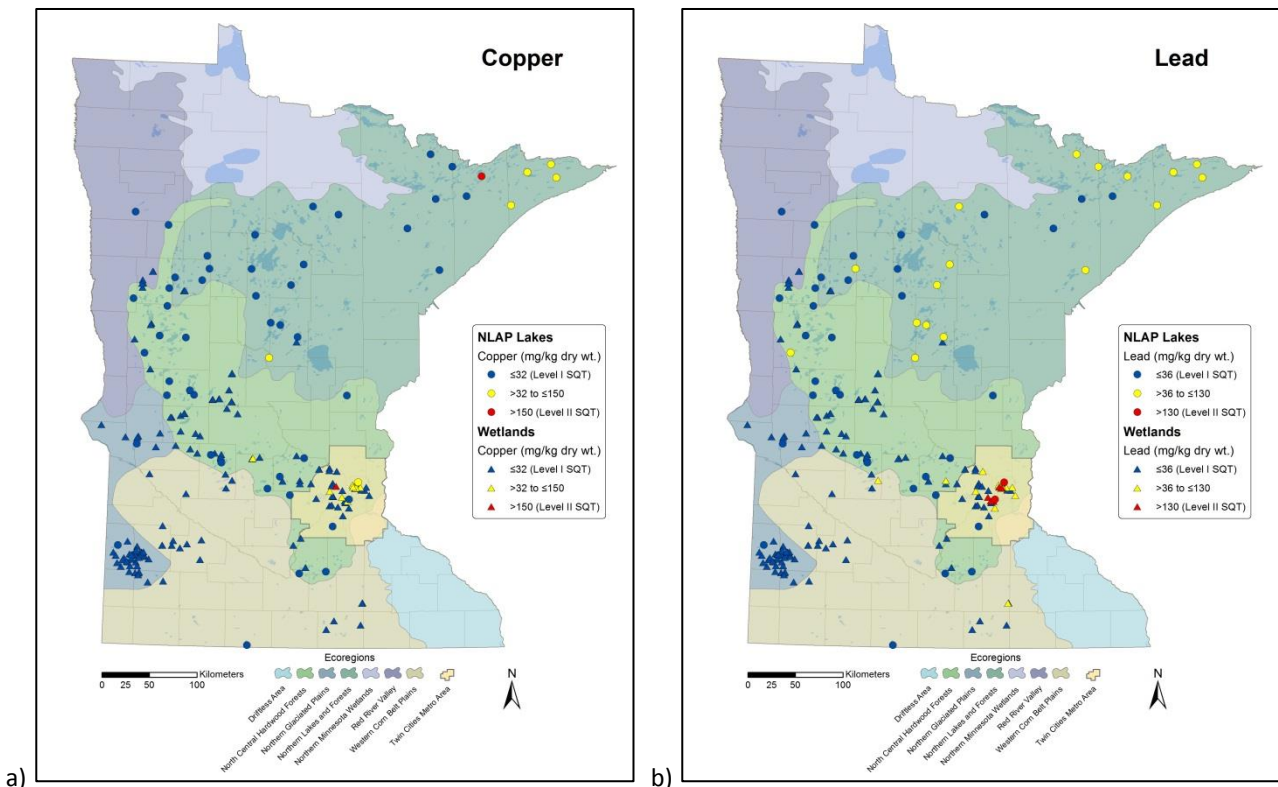 Copper
NLAP Lakes
Copper (mg/kg dry wt.)
≤32 (Level I SQT)
>32 to ≤150
>150 (Level II SQT)
Wetlands
Copper (mg/kg dry wt.)
≤32 (Level I SQT)
>32 to ≤150
>150 (Level II SQT)
Kilometers
0 25 50 100
Ecoregions
Driftless Area
North Central Hardwood Forests
Northern Glaciated Plains
Northern Lakes and Forests
Northern Minnesota Wetlands
Red River Valley
Western Corn Belt Plains
Twin Cities Metro Area
N
a)
Lead
NLAP Lakes
Lead (mg/kg dry wt.)
≤36 (Level I SQT)
>36 to ≤130
>130 (Level II SQT)
Wetlands
Lead (mg/kg dry wt.)
≤36 (Level I SQT)
>36 to ≤130
>130 (Level II SQT)
Kilometers
0 25 50 100
Ecoregions
Driftless Area
North Central Hardwood Forests
Northern Glaciated Plains
Northern Lakes and Forests
Northern Minnesota Wetlands
Red River Valley
Western Corn Belt Plains
Twin Cities Metro Area
N
b)